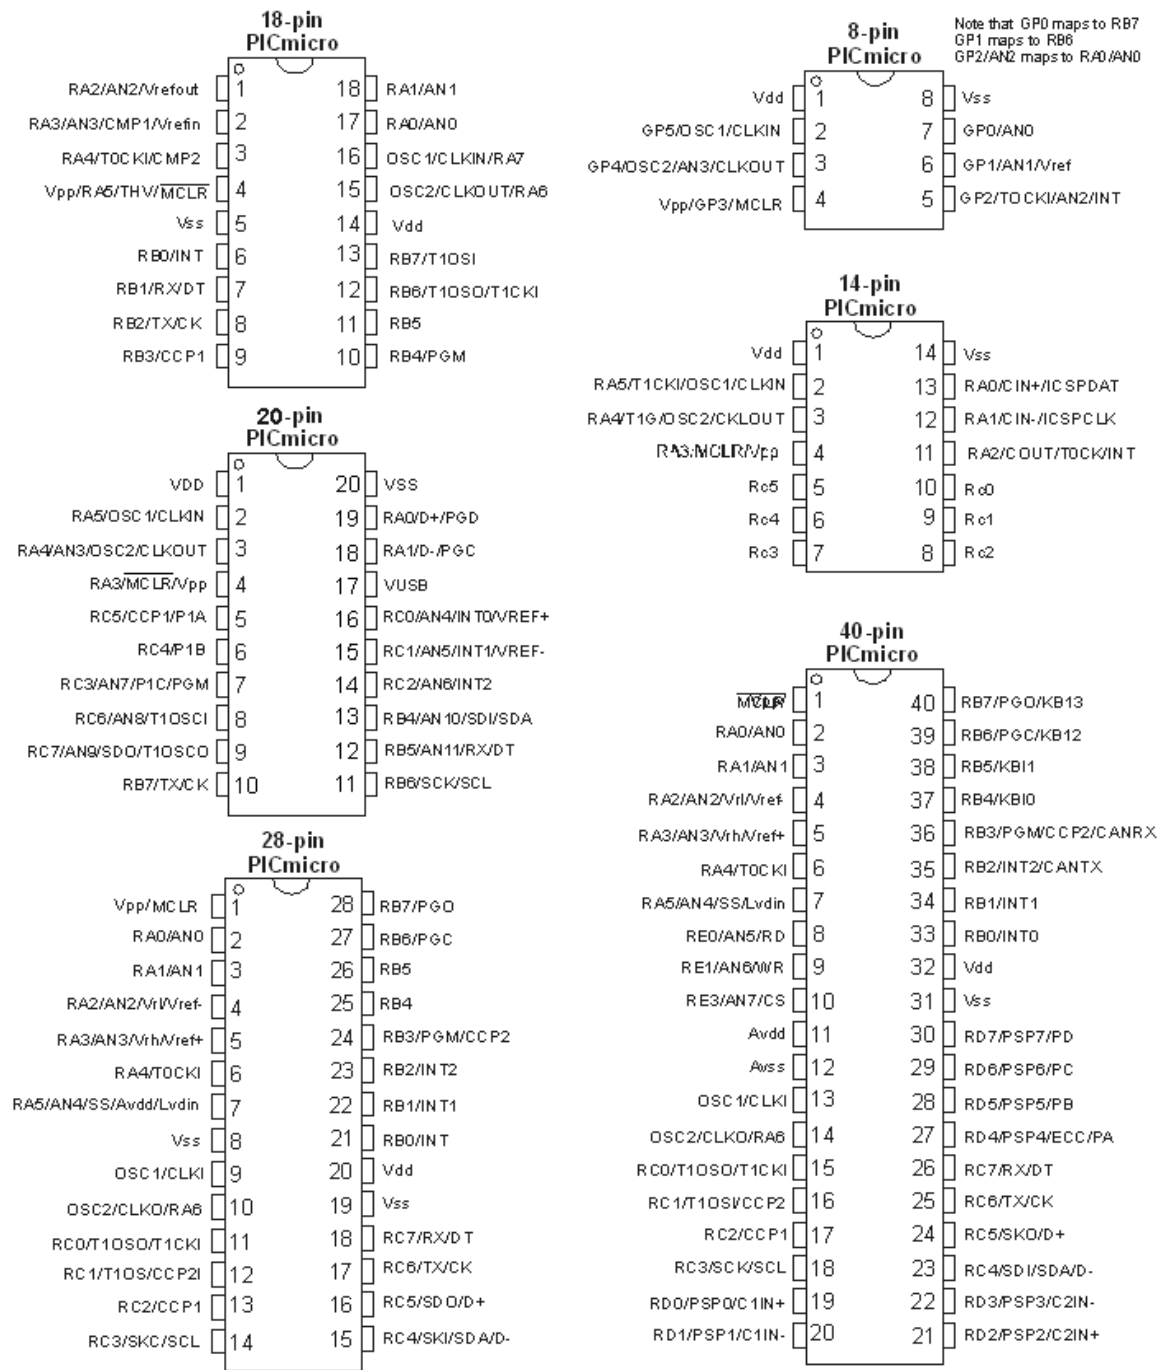 18-pin
PICmicro
RA2/AN2/Vrefout 1 18 RA1/AN1
RA3/AN3/CMP1/Vrefin 2 17 RA0/AN0
RA4/T0CKI/CMP2 3 16 OSC1/CLKIN/RA7
Vpp/RA5/THV/MCLR 4 15 OSC2/CLKOUT/RA6
Vss 5 14 Vdd
RB0/INT 6 13 RB7/T1OSI
RB1/RX/DT 7 12 RB6/T1OSO/T1CKI
RB2/TX/CK 8 11 RB5
RB3/CCP1 9 10 RB4/PGM
20-pin
PICmicro
VDD 1 20 VSS
RA5/OSC1/CLKIN 2 19 RA0/D+/PGD
RA4/AN3/OSC2/CLKOUT 3 18 RA1/D-/PGC
RA3/MCLR/Vpp 4 17 VUSB
RC5/CCP1/P1A 5 16 RC0/AN4/INT0/VREF+
RC4/P1B 6 15 RC1/AN5/INT1/VREF-
RC3/AN7/P1C/PGM 7 14 RC2/AN6/INT2
RC6/AN8/T1OSCI 8 13 RB4/AN10/SDI/SDA
RC7/AN9/SDO/T1OSCO 9 12 RB5/AN11/RX/DT
RB7/TX/CK 10 11 RB6/SCK/SCL
28-pin
PICmicro
Vpp/MCLR 1 28 RB7/PGO
RA0/AN0 2 27 RB6/PGC
RA1/AN1 3 26 RB5
RA2/AN2/Vrl/Vref- 4 25 RB4
RA3/AN3/Vrh/Vref+ 5 24 RB3/PGM/CCP2
RA4/T0CKI 6 23 RB2/INT2
RA5/AN4/SS/Avdd/Lvdin 7 22 RB1/INT1
Vss 8 21 RB0/INT
OSC1/CLKI 9 20 Vdd
OSC2/CLKO/RA6 10 19 Vss
RC0/T1OSO/T1CKI 11 18 RC7/RX/DT
RC1/T1OS/CCP2I 12 17 RC6/TX/CK
RC2/CCP1 13 16 RC5/SDO/D+
RC3/SKC/SCL 14 15 RC4/SKI/SDA/D-
8-pin
PICmicro
Note that GP0 maps to RB7
GP1 maps to RB6
GP2/AN2 maps to RA0/AN0
Vdd 1 8 Vss
GP5/OSC1/CLKIN 2 7 GP0/AN0
GP4/OSC2/AN3/CLKOUT 3 6 GP1/AN1/Vref
Vpp/GP3/MCLR 4 5 GP2/TOCKI/AN2/INT
14-pin
PICmicro
Vdd 1 14 Vss
RA5/T1CKI/OSC1/CLKIN 2 13 RA0/CIN+/ICSPDAT
RA4/T1G/OSC2/CKLOUT 3 12 RA1/CIN-/ICSPCLK
RA3/MCLR/Vpp 4 11 RA2/COUT/T0CK/INT
Rc5 5 10 Rc0
Rc4 6 9 Rc1
Rc3 7 8 Rc2
40-pin
PICmicro
1 40 RB7/PGO/KB13
RA0/AN0 2 39 RB6/PGC/KB12
RA1/AN1 3 38 RB5/KBI1
RA2/AN2/Vrl/Vref- 4 37 RB4/KBI0
RA3/AN3/Vrh/Vref+ 5 36 RB3/PGM/CCP2/CANRX
RA4/T0CKI 6 35 RB2/INT2/CANTX
RA5/AN4/SS/Lvdin 7 34 RB1/INT1
RE0/AN5/RD 8 33 RB0/INT0
RE1/AN6/WR 9 32 Vdd
RE3/AN7/CS 10 31 Vss
Avdd 11 30 RD7/PSP7/PD
Avss 12 29 RD6/PSP6/PC
OSC1/CLKI 13 28 RD5/PSP5/PB
OSC2/CLKO/RA6 14 27 RD4/PSP4/ECC/PA
RC0/T1OSO/T1CKI 15 26 RC7/RX/DT
RC1/T1OSI/CCP2 16 25 RC6/TX/CK
RC2/CCP1 17 24 RC5/SKO/D+
RC3/SCK/SCL 18 23 RC4/SDI/SDA/D-
RD0/PSP0/C1IN+ 19 22 RD3/PSP3/C2IN-
RD1/PSP1/C1IN- 20 21 RD2/PSP2/C2IN+